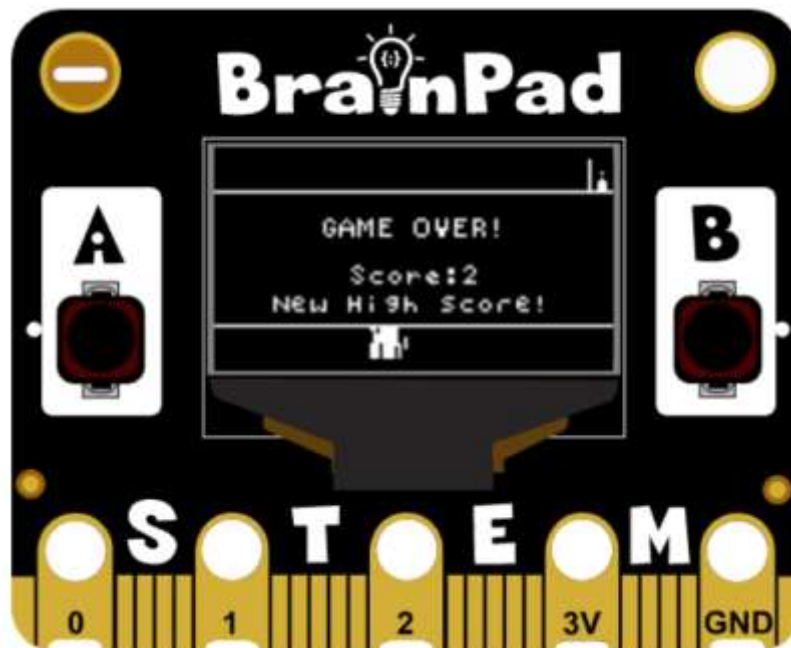 BrainPad
A
B
GAME OVER!
Score:2
New High Score!
S T E M
0 1 2 3V GND